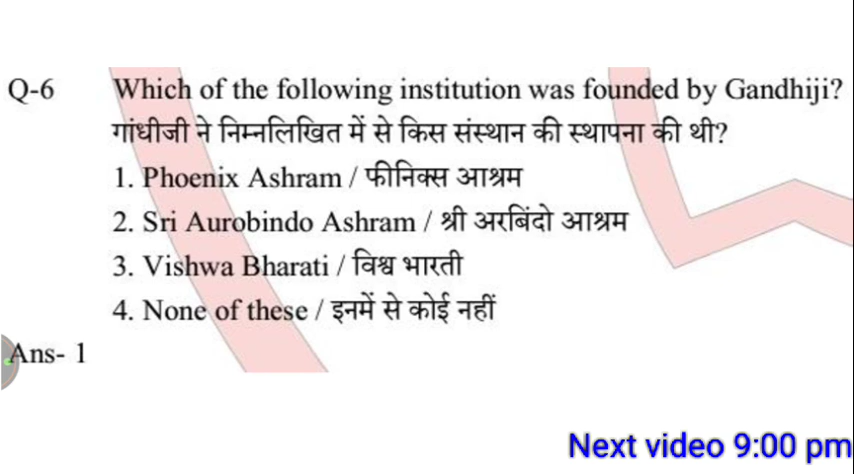 Q-6 Which of the following institution was founded by Gandhiji?
गांधीजी ने निम्नलिखित में से किस संस्थान की स्थापना की थी?
1. Phoenix Ashram / फीनिक्स आश्रम
2. Sri Aurobindo Ashram / श्री अरबिंदो आश्रम
3. Vishwa Bharati / विश्व भारती
4. None of these / इनमें से कोई नहीं
Ans- 1
Next video 9:00 pm